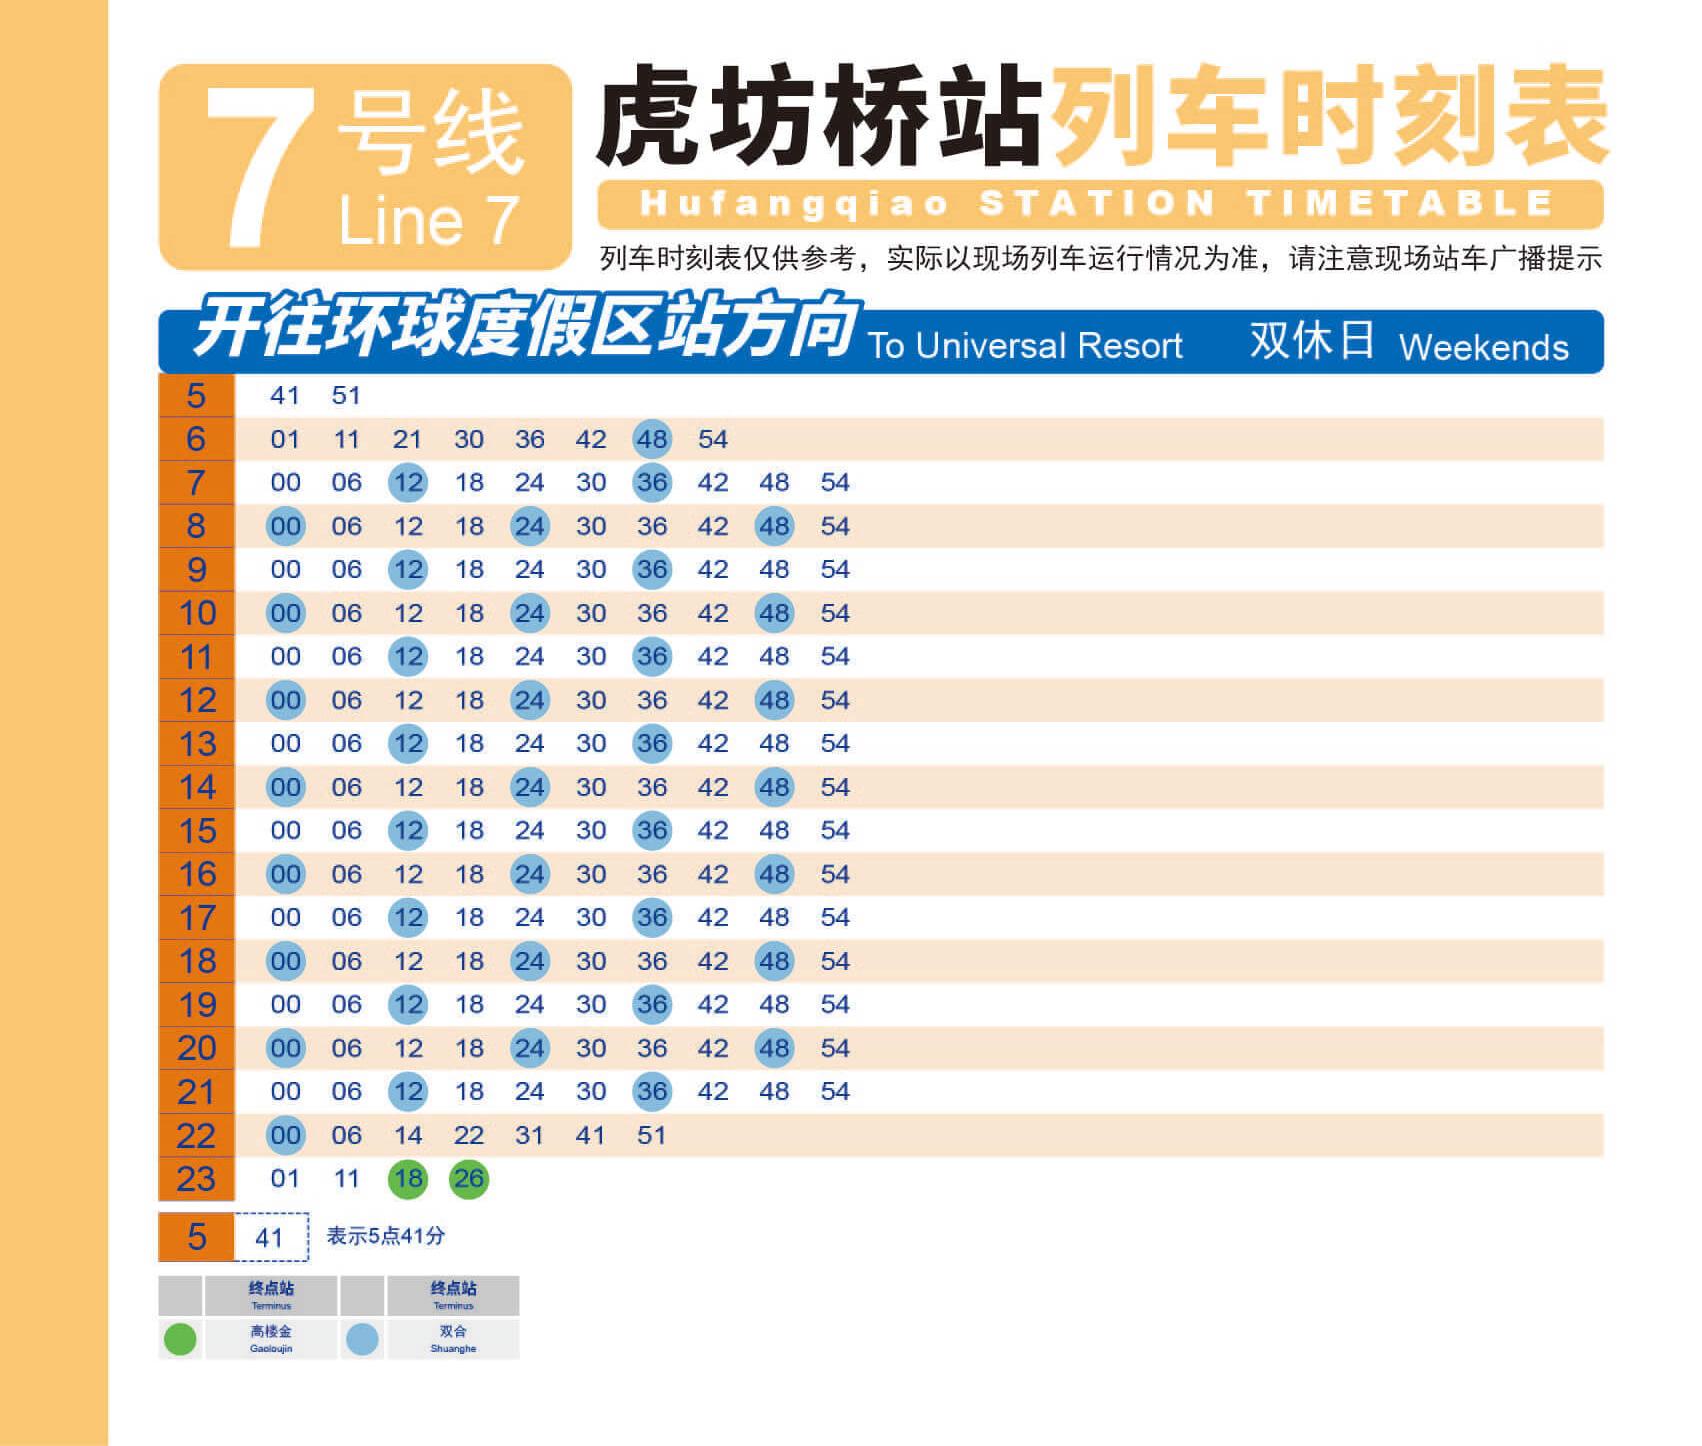 7号线
Line 7
虎坊桥站列车时刻表
Hufangqiao STATION TIMETABLE
列车时刻表仅供参考，实际以现场列车运行情况为准，请注意现场站车广播提示
开往环球度假区站方向 To Universal Resort 双休日 Weekends
5 41 51
6 01 11 21 30 36 42 48 54
7 00 06 12 18 24 30 36 42 48 54
8 00 06 12 18 24 30 36 42 48 54
9 00 06 12 18 24 30 36 42 48 54
10 00 06 12 18 24 30 36 42 48 54
11 00 06 12 18 24 30 36 42 48 54
12 00 06 12 18 24 30 36 42 48 54
13 00 06 12 18 24 30 36 42 48 54
14 00 06 12 18 24 30 36 42 48 54
15 00 06 12 18 24 30 36 42 48 54
16 00 06 12 18 24 30 36 42 48 54
17 00 06 12 18 24 30 36 42 48 54
18 00 06 12 18 24 30 36 42 48 54
19 00 06 12 18 24 30 36 42 48 54
20 00 06 12 18 24 30 36 42 48 54
21 00 06 12 18 24 30 36 42 48 54
22 00 06 14 22 31 41 51
23 01 11 18 26
5 41 表示5点41分
终点站 终点站
Terminus Terminus
高楼金 双合
Gaoloujin Shuanghe